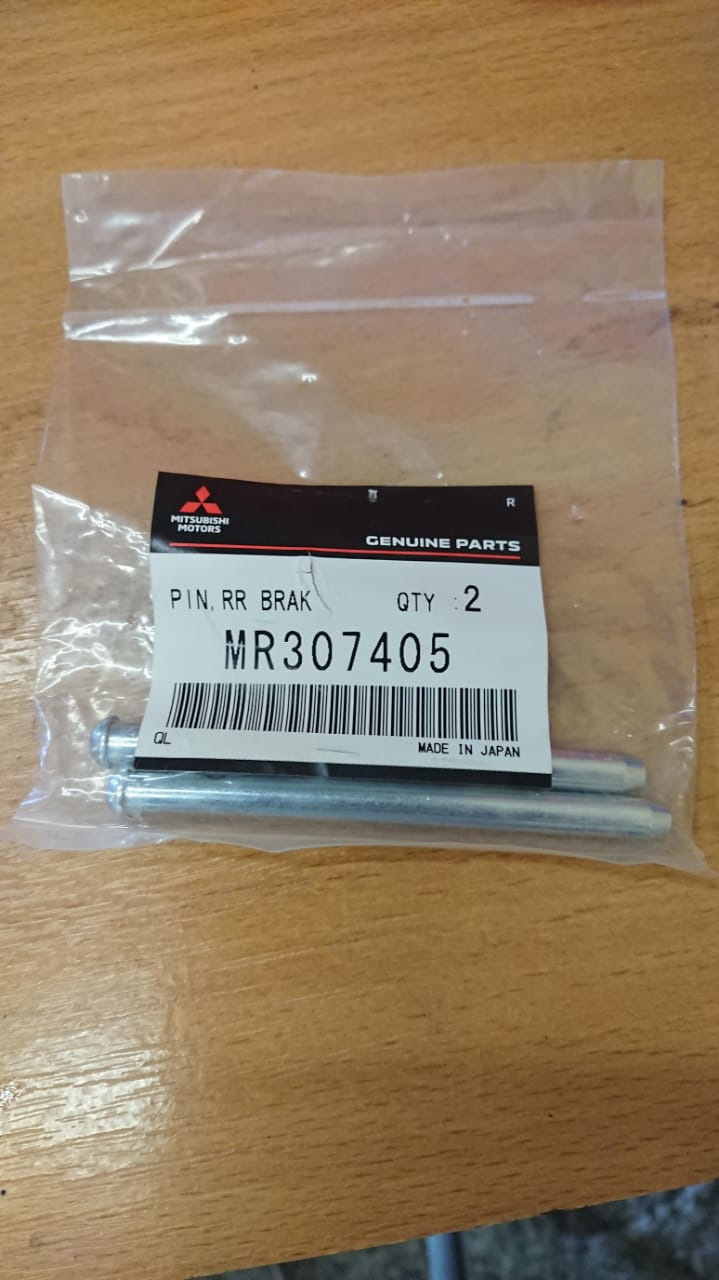 R
MITSUBISHI
MOTORS
GENUINE PARTS
PIN, RR BRAK QTY : 2
MR307405
QL
MADE IN JAPAN